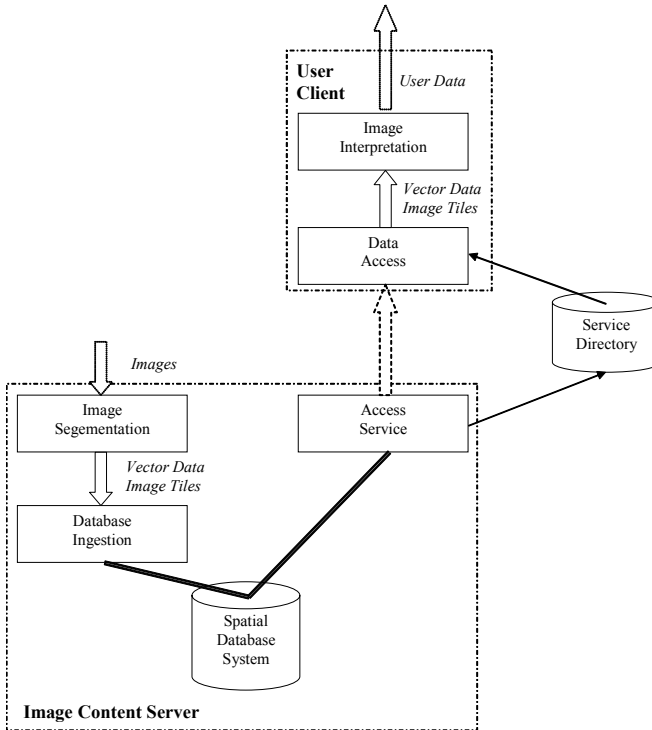 User
Client
User Data
Image
Interpretation
Vector Data
Image Tiles
Data
Access
Service
Directory
Images
Image
Segementation
Access
Service
Vector Data
Image Tiles
Database
Ingestion
Spatial
Database
System
Image Content Server